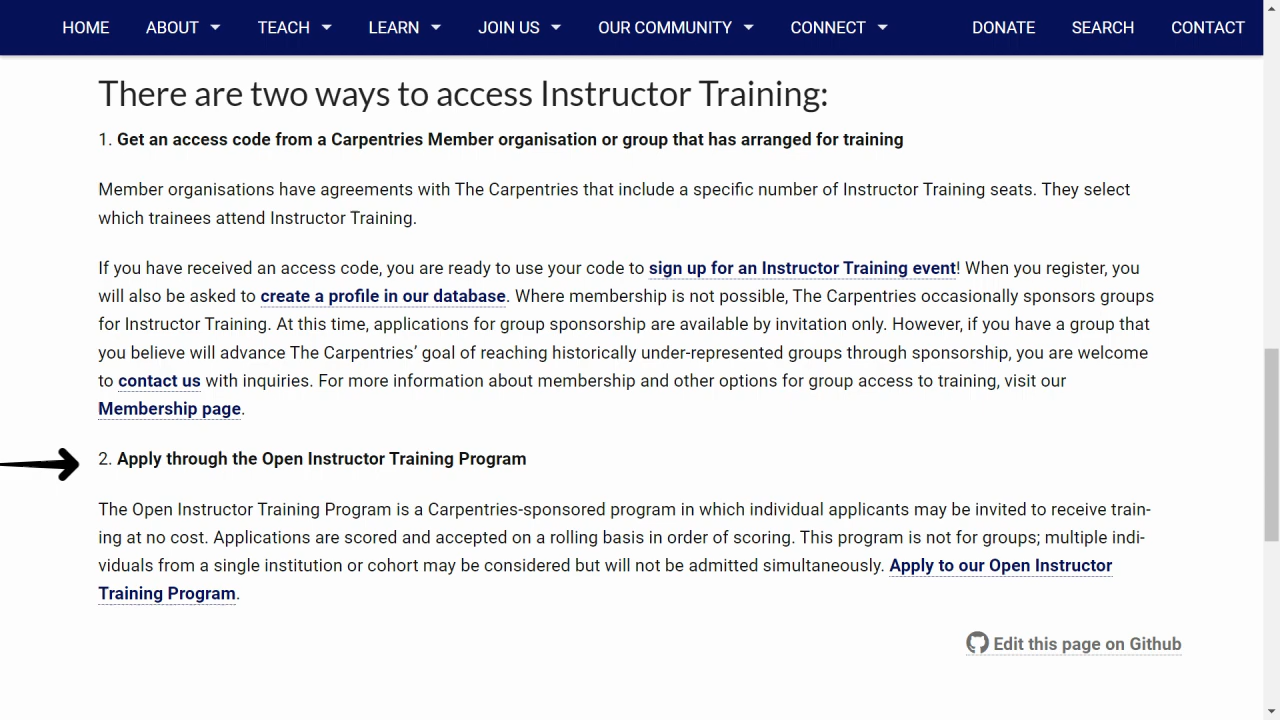 HOME ABOUT TEACH LEARN JOIN US OUR COMMUNITY CONNECT DONATE SEARCH CONTACT
There are two ways to access Instructor Training:
1. Get an access code from a Carpentries Member organisation or group that has arranged for training
Member organisations have agreements with The Carpentries that include a specific number of Instructor Training seats. They select
which trainees attend Instructor Training.
If you have received an access code, you are ready to use your code to sign up for an Instructor Training event! When you register, you
will also be asked to create a profile in our database. Where membership is not possible, The Carpentries occasionally sponsors groups
for Instructor Training. At this time, applications for group sponsorship are available by invitation only. However, if you have a group that
you believe will advance The Carpentries’ goal of reaching historically under-represented groups through sponsorship, you are welcome
to contact us with inquiries. For more information about membership and other options for group access to training, visit our
Membership page.
2. Apply through the Open Instructor Training Program
The Open Instructor Training Program is a Carpentries-sponsored program in which individual applicants may be invited to receive train-
ing at no cost. Applications are scored and accepted on a rolling basis in order of scoring. This program is not for groups; multiple indi-
viduals from a single institution or cohort may be considered but will not be admitted simultaneously. Apply to our Open Instructor
Training Program.
Edit this page on Github